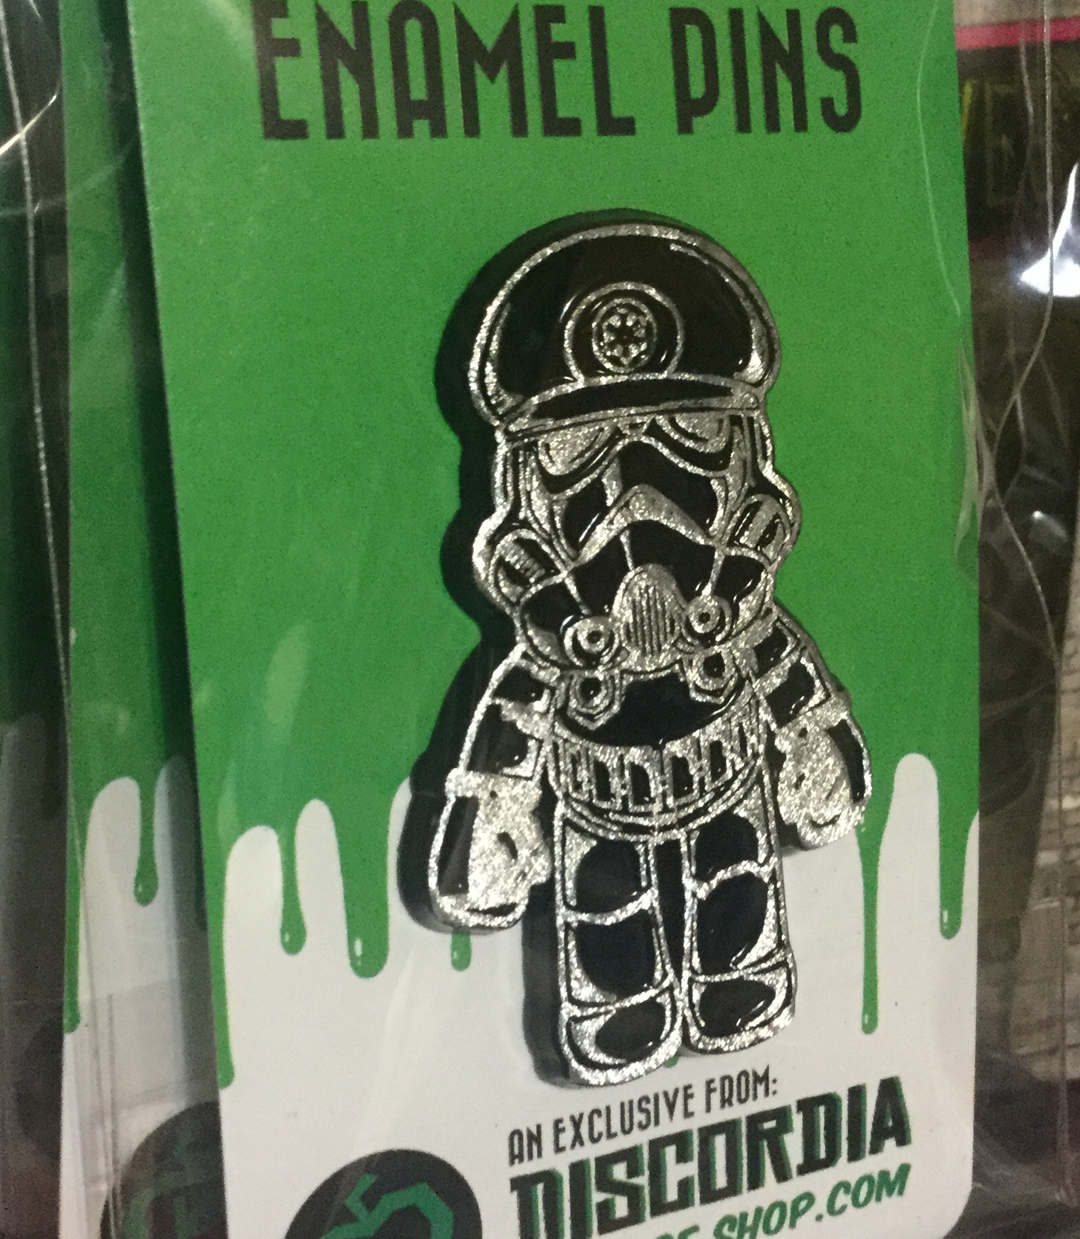 ENAMEL PINS
AN EXCLUSIVE FROM:
DISCORDIA
SHOP.COM